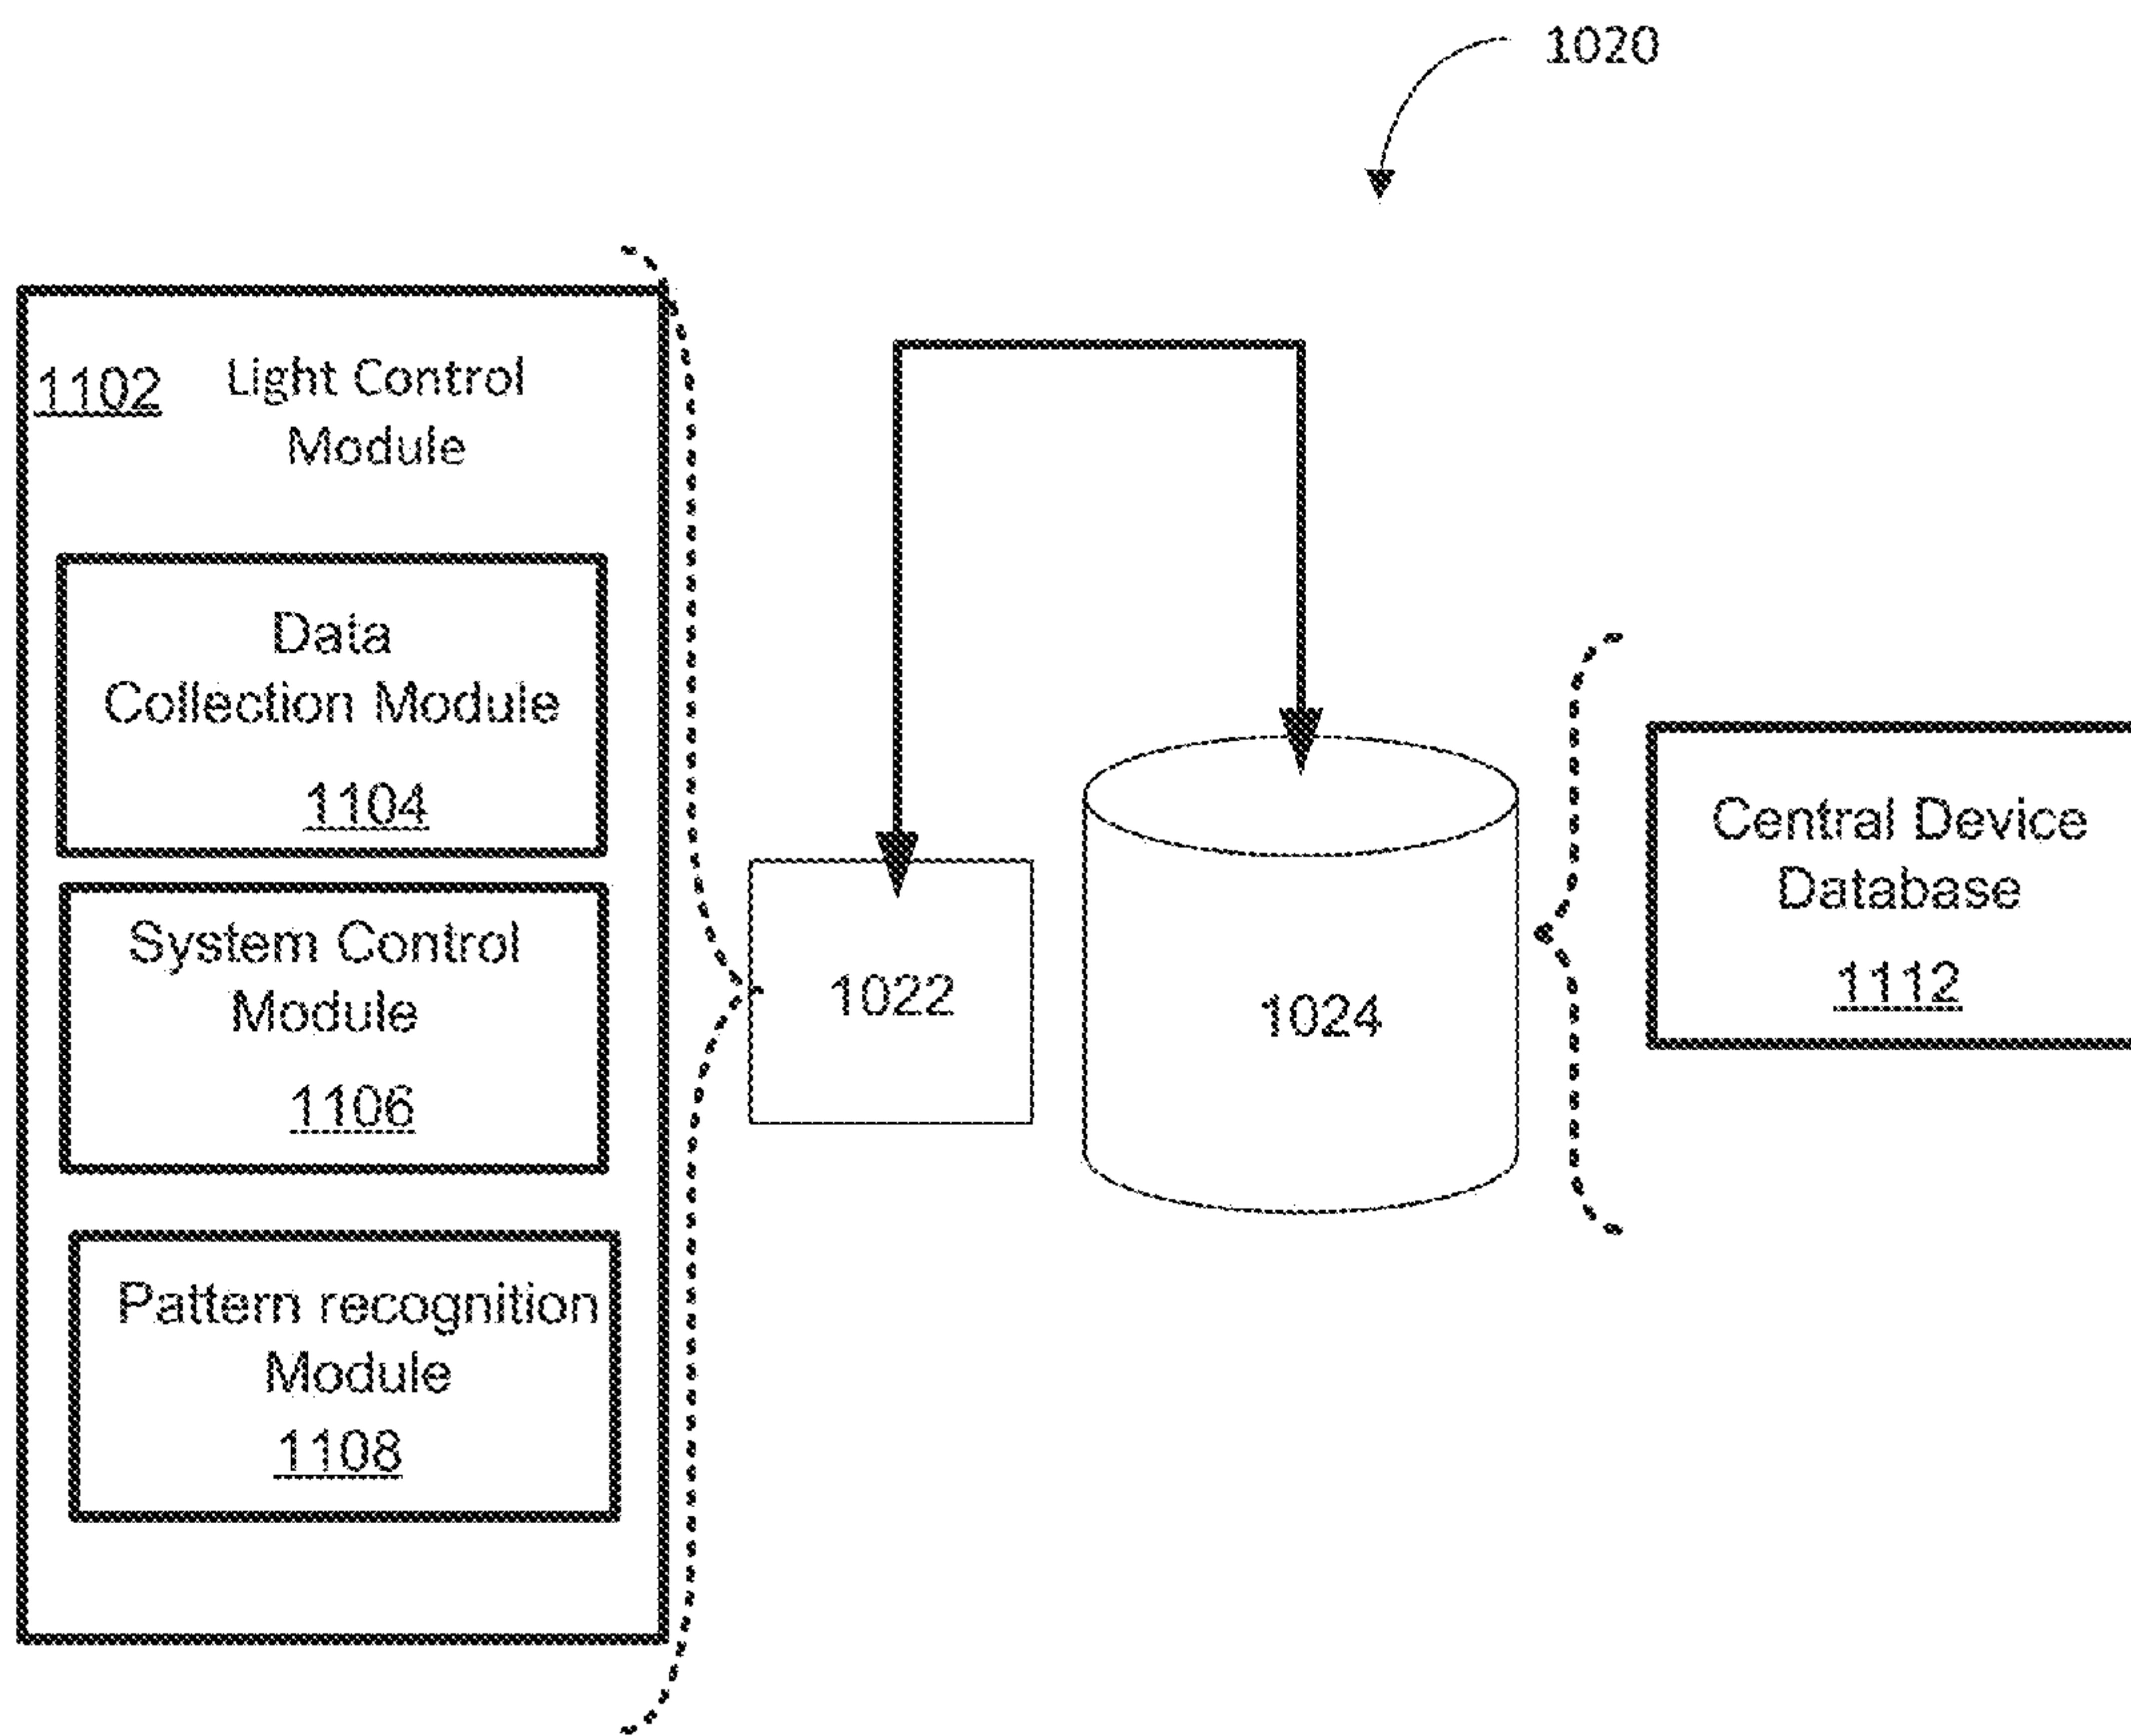 1020
1102 Light Control
Module
Data
Collection Module
1104
System Control
Module
1106
Pattern recognition
Module
1108
1022
1024
Central Device
Database
1112